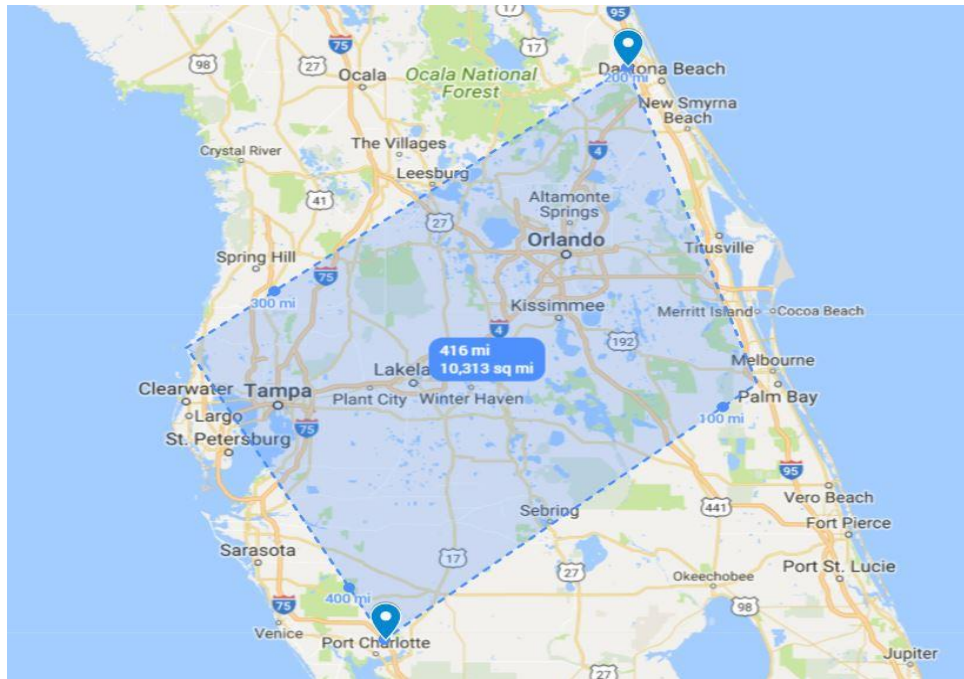 95
17
75
98
27
Ocala
Ocala National
Forest
17
Daytona Beach
200 mi
New Smyrna
Beach
The Villages
Crystal River
Leesburg
4
41
27
Altamonte
Springs
Orlando
Titusville
Spring Hill
75
300 mi
Kissimmee
Merritt Island
Cocoa Beach
4
192
416 mi
10,313 sq mi
Melbourne
Clearwater
Lakela
Tampa
Plant City
Winter Haven
Palm Bay
Largo
100 mi
St. Petersburg
75
95
Vero Beach
441
Sebring
Fort Pierce
Sarasota
17
27
Okeechobee
Port St. Lucie
400 mi
75
98
Venice
Port Charlotte
Jupiter
27